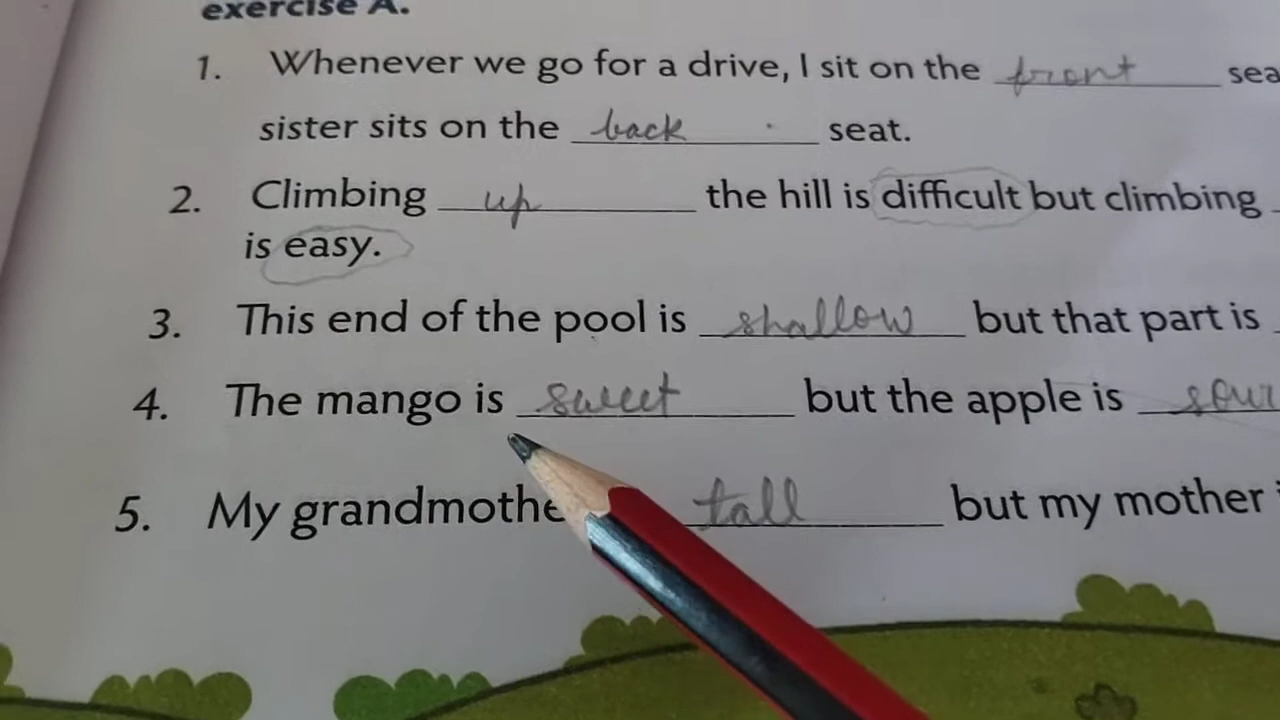 exercise A.
1. Whenever we go for a drive, I sit on the front sea
sister sits on the back seat.
2. Climbing up the hill is difficult but climbing
is easy.
3. This end of the pool is shallow but that part is
4. The mango is sweet but the apple is sour
5. My grandmothe tall but my mother i